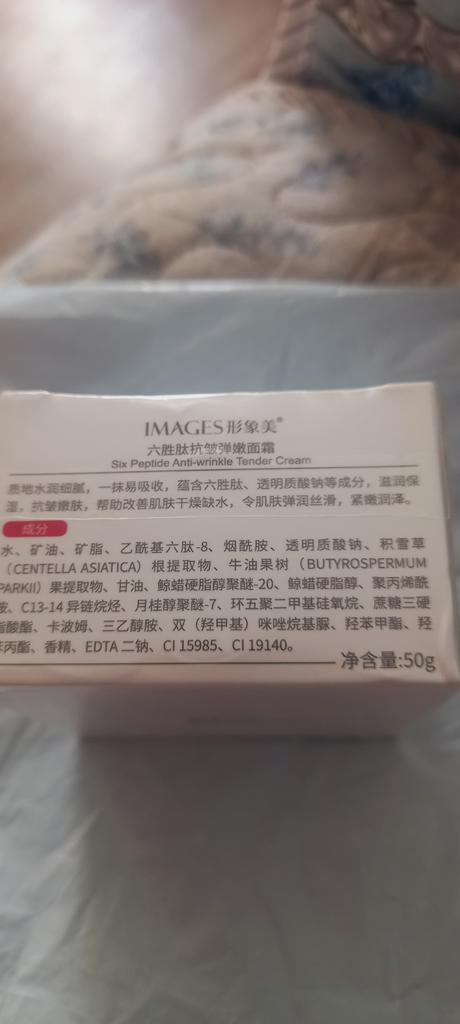 IMAGES形象美®
六胜肽抗皱弹嫩面霜
Six Peptide Anti-wrinkle Tender Cream
质地水润细腻，一抹易吸收，蕴含六胜肽、透明质酸钠等成分，滋润保
湿，抗皱嫩肤，帮助改善肌肤干燥缺水，令肌肤弹润丝滑，紧嫩润泽。
成分
水、矿油、矿脂、乙酰基六肽-8、烟酰胺、透明质酸钠、积雪草
（CENTELLA ASIATICA）根提取物、牛油果树（BUTYROSPERMUM
PARKII）果提取物、甘油、鲸蜡硬脂醇聚醚-20、鲸蜡硬脂醇、聚丙烯酰
胺、C13-14 异链烷烃、月桂醇聚醚-7、环五聚二甲基硅氧烷、蔗糖三硬
脂酸酯、卡波姆、三乙醇胺、双（羟甲基）咪唑烷基脲、羟苯甲酯、羟
苯丙酯、香精、EDTA 二钠、CI 15985、CI 19140。
净含量:50g